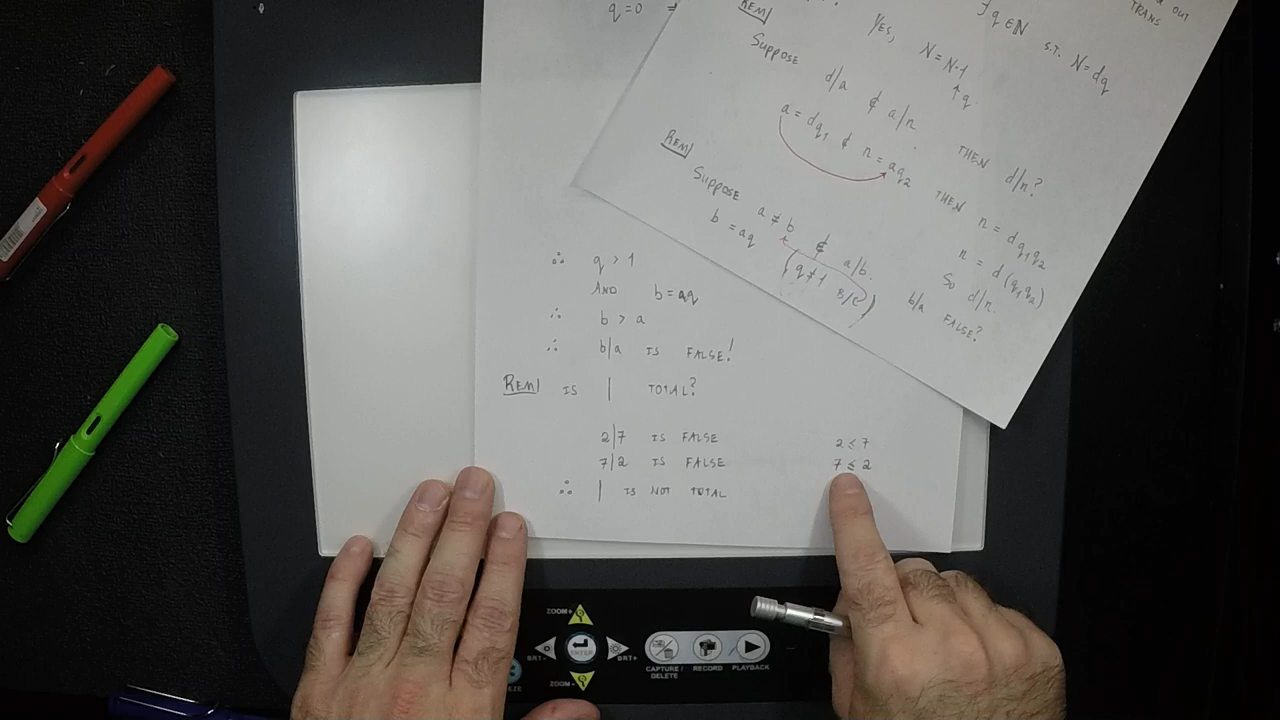 q=0 ⇒
REM
YES, N=N·1
↑ q
∃ q ∈ ℕ s.t. N=dq
OUT
TRANS
SUPPOSE d|a & a|n. THEN d|n?
a = dq₁ & n = aq₂ THEN n = dq₁q₂
n = d(q₁q₂)
SO d|n.
REM
SUPPOSE a ≠ b & a|b. b|a FALSE?
b = aq
(q≠1 B/C)
∴ q > 1
AND b = aq
∴ b > a
∴ b|a IS FALSE!
REM IS | TOTAL?
2|7 IS FALSE 2 ≤ 7
7|2 IS FALSE 7 ≤ 2
∴ | IS NOT TOTAL
ZOOM+
BRT- ENTER BRT+
ZOOM-
EZE
CAPTURE / DELETE
RECORD
PLAYBACK